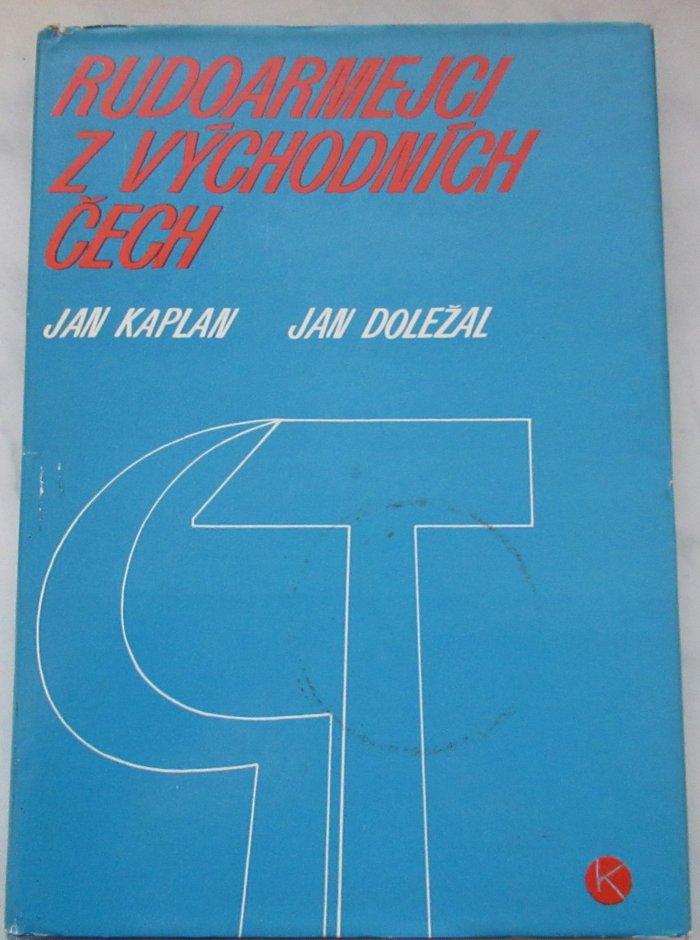 RUDOARMEJCI
Z VÝCHODNÍCH
ČECH
JAN KAPLAN JAN DOLEŽAL
K